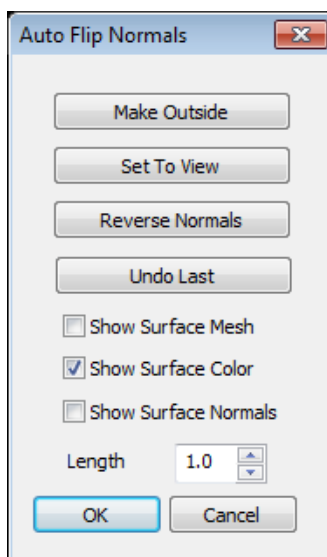 Auto Flip Normals
Make Outside
Set To View
Reverse Normals
Undo Last
Show Surface Mesh
Show Surface Color
Show Surface Normals
Length 1.0
OK Cancel